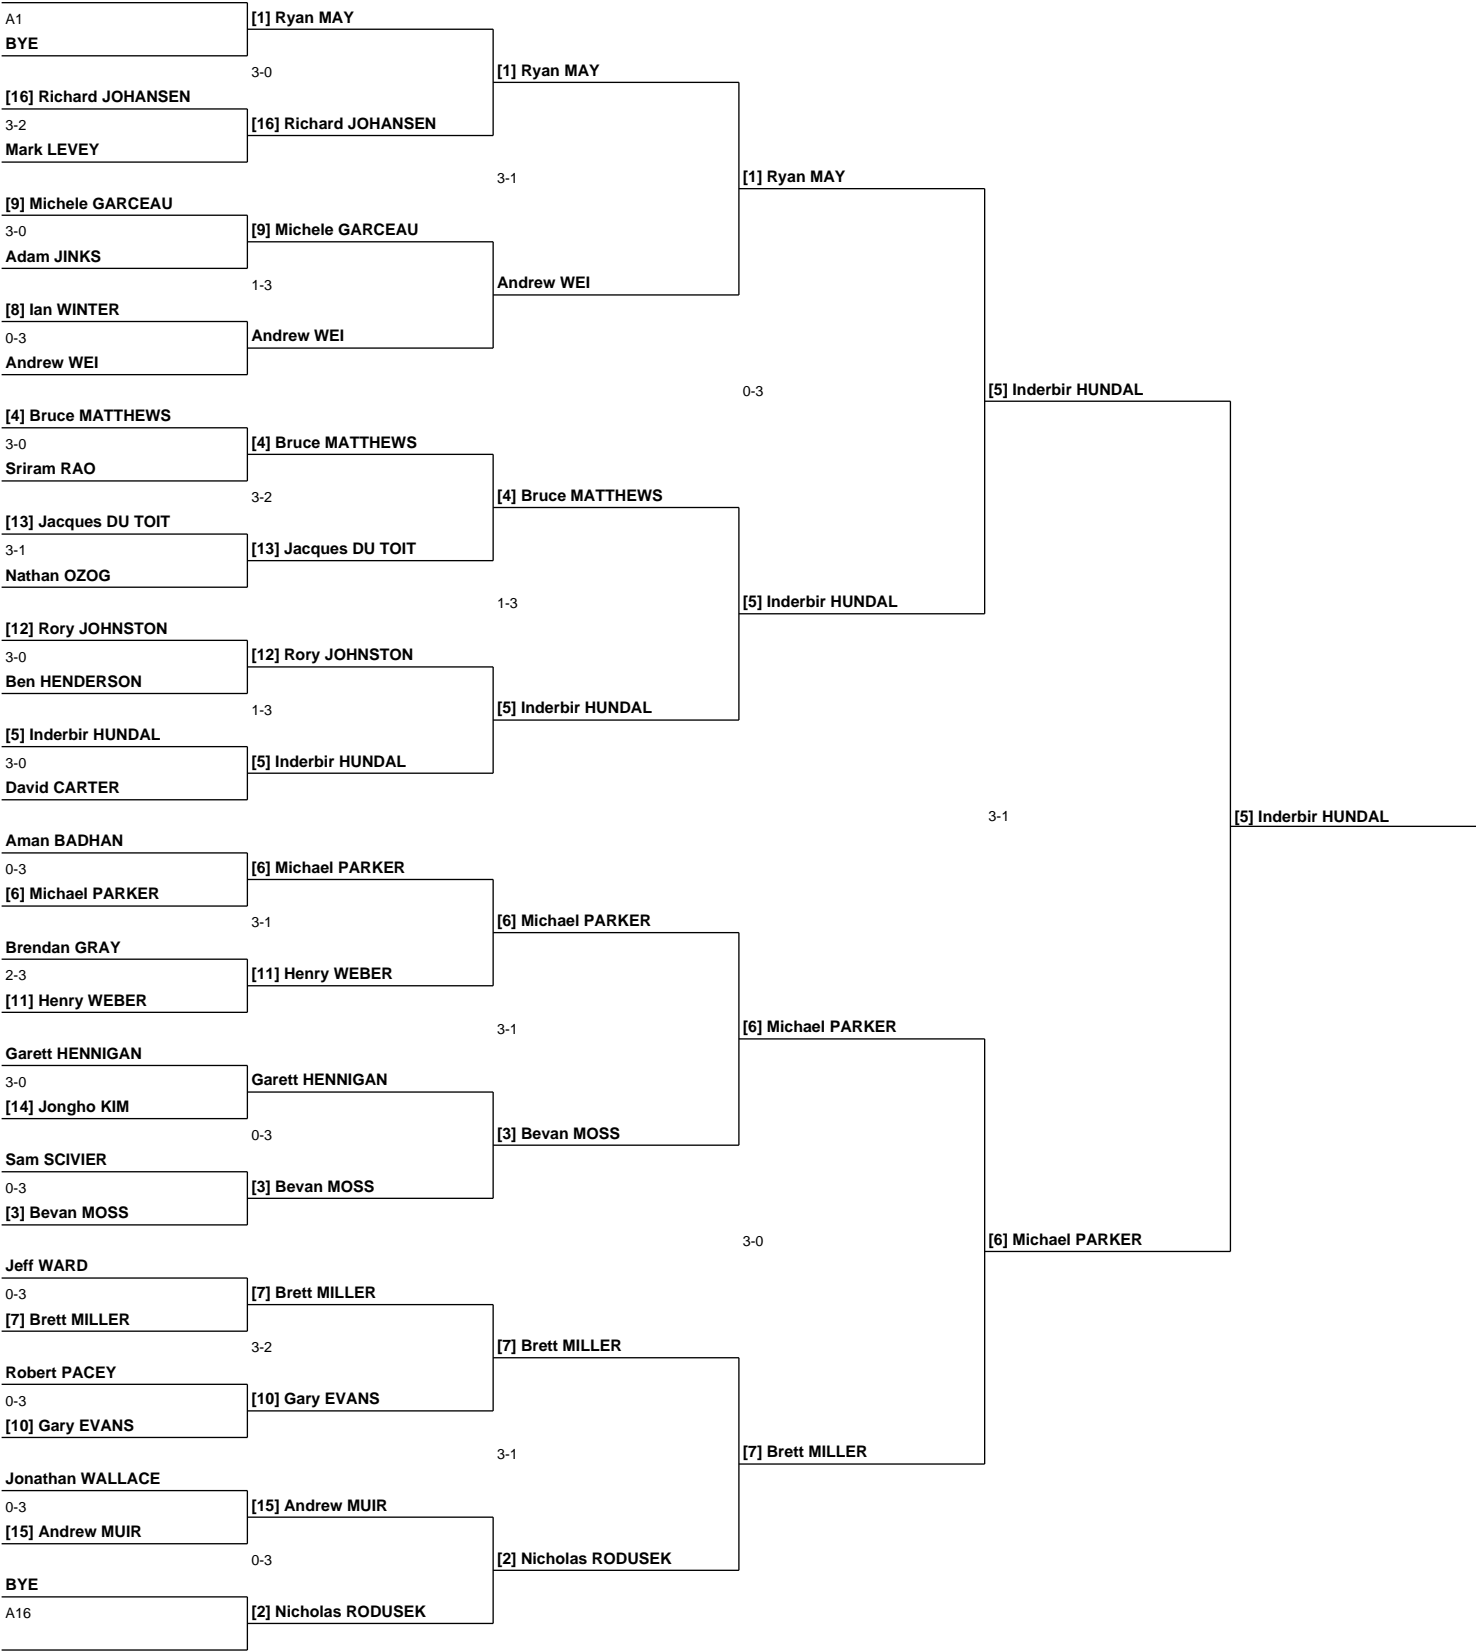 A1
BYE
[16] Richard JOHANSEN
3-2
Mark LEVEY
[9] Michele GARCEAU
3-0
Adam JINKS
[8] Ian WINTER
0-3
Andrew WEI
[4] Bruce MATTHEWS
3-0
Sriram RAO
[13] Jacques DU TOIT
3-1
Nathan OZOG
[12] Rory JOHNSTON
3-0
Ben HENDERSON
[5] Inderbir HUNDAL
3-0
David CARTER
Aman BADHAN
0-3
[6] Michael PARKER
Brendan GRAY
2-3
[11] Henry WEBER
Garett HENNIGAN
3-0
[14] Jongho KIM
Sam SCIVIER
0-3
[3] Bevan MOSS
Jeff WARD
0-3
[7] Brett MILLER
Robert PACEY
0-3
[10] Gary EVANS
Jonathan WALLACE
0-3
[15] Andrew MUIR
BYE
A16
[1] Ryan MAY
3-0
[16] Richard JOHANSEN
[9] Michele GARCEAU
1-3
Andrew WEI
[4] Bruce MATTHEWS
3-2
[13] Jacques DU TOIT
[12] Rory JOHNSTON
1-3
[5] Inderbir HUNDAL
[6] Michael PARKER
3-1
[11] Henry WEBER
Garett HENNIGAN
0-3
[3] Bevan MOSS
[7] Brett MILLER
3-2
[10] Gary EVANS
[15] Andrew MUIR
0-3
[2] Nicholas RODUSEK
[1] Ryan MAY
3-1
Andrew WEI
[4] Bruce MATTHEWS
1-3
[5] Inderbir HUNDAL
[6] Michael PARKER
3-1
[3] Bevan MOSS
[7] Brett MILLER
3-1
[2] Nicholas RODUSEK
[1] Ryan MAY
0-3
[5] Inderbir HUNDAL
[6] Michael PARKER
3-0
[7] Brett MILLER
[5] Inderbir HUNDAL
3-1
[6] Michael PARKER
[5] Inderbir HUNDAL